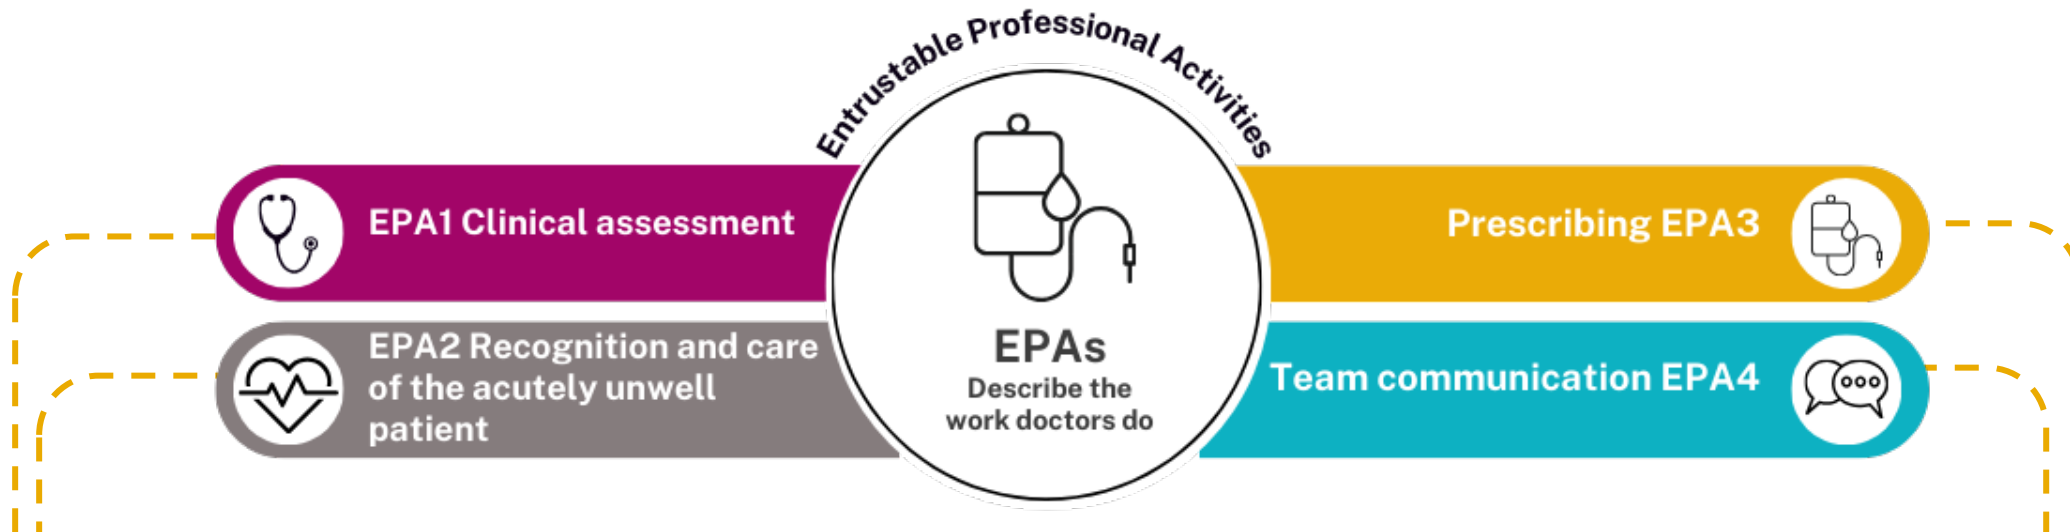 Entrustable Professional Activities
EPA1 Clinical assessment
EPA2 Recognition and care
of the acutely unwell
patient
EPAs
Describe the
work doctors do
Prescribing EPA3
Team communication EPA4